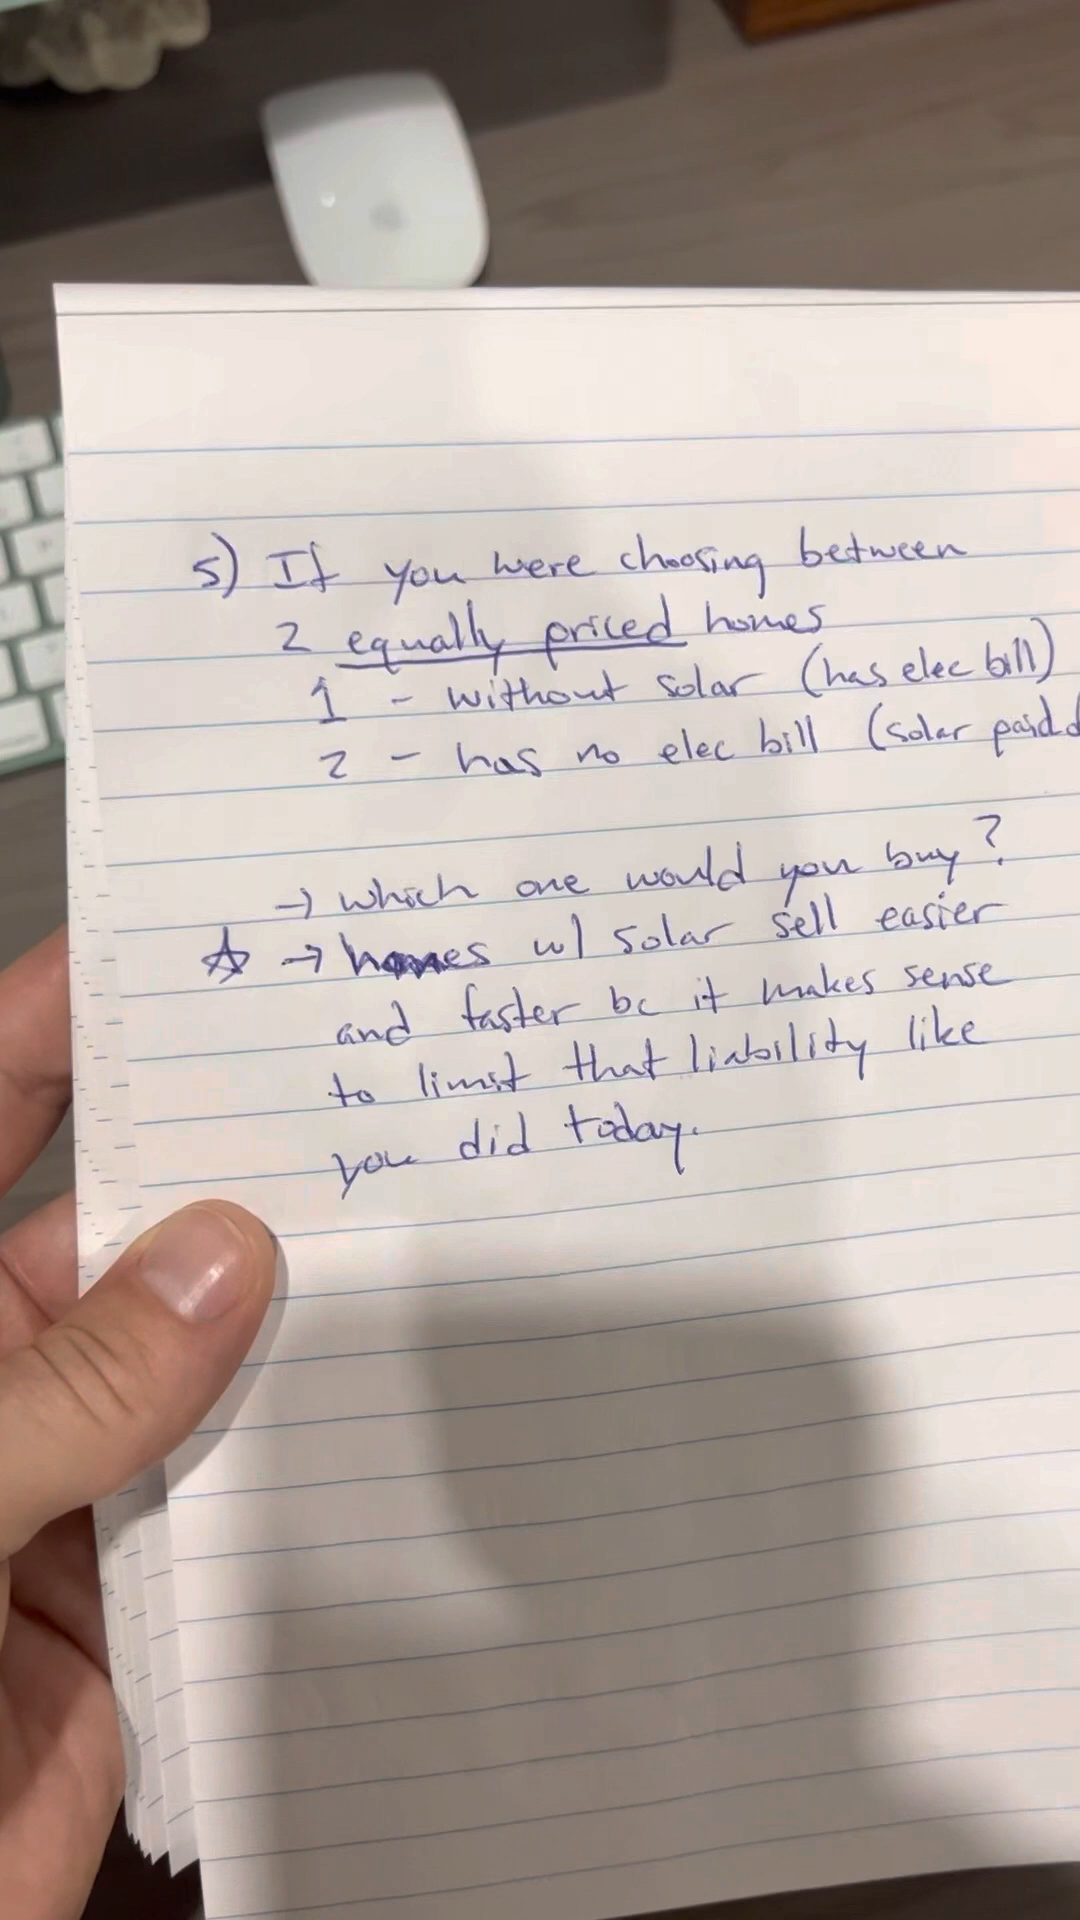 5) If you were choosing between
2 equally priced homes
1 - without solar (has elec bill)
2 - has no elec bill (solar paid
→ which one would you buy?
☆ → homes w/ solar sell easier
and faster bc it makes sense
to limit that liability like
you did today.